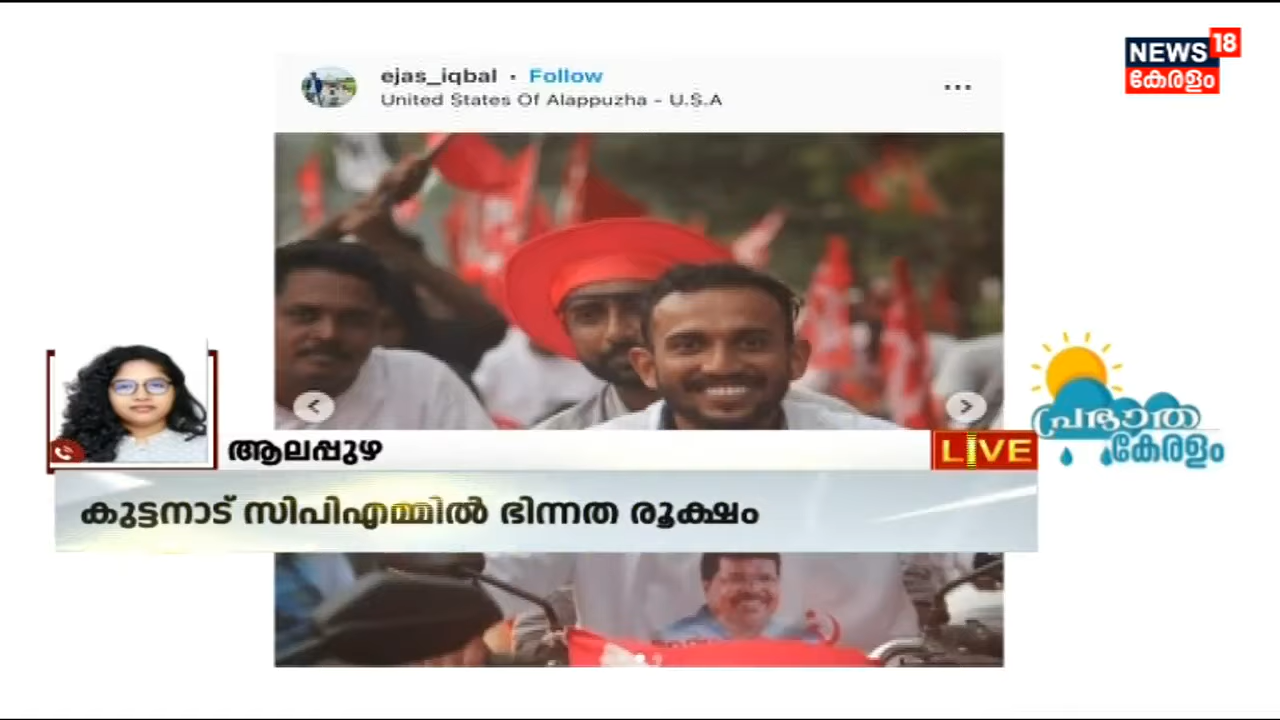 NEWS 18
കേരളം
ejas_iqbal • Follow
United States Of Alappuzha - U.S.A
...
ആലപ്പുഴ
LIVE
പ്രഭാത
കേരളം
കുട്ടനാട് സിപിഎമ്മിൽ ഭിന്നത രൂക്ഷം